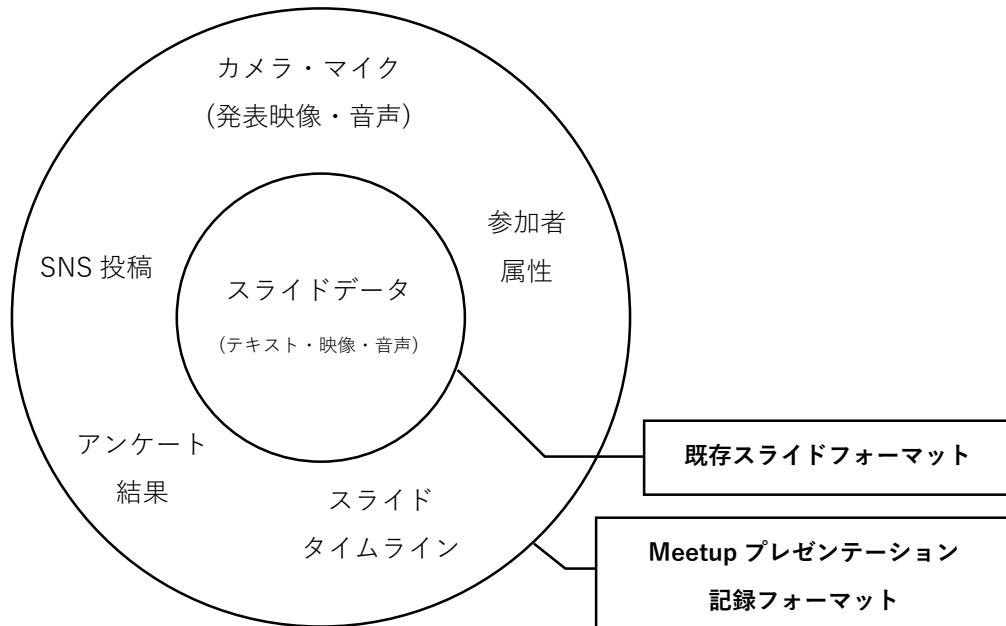 カメラ・マイク
(発表映像・音声)
参加者
属性
SNS 投稿
スライドデータ
(テキスト・映像・音声)
アンケート
結果
スライド
タイムライン
既存スライドフォーマット
Meetup プレゼンテーション
記録フォーマット